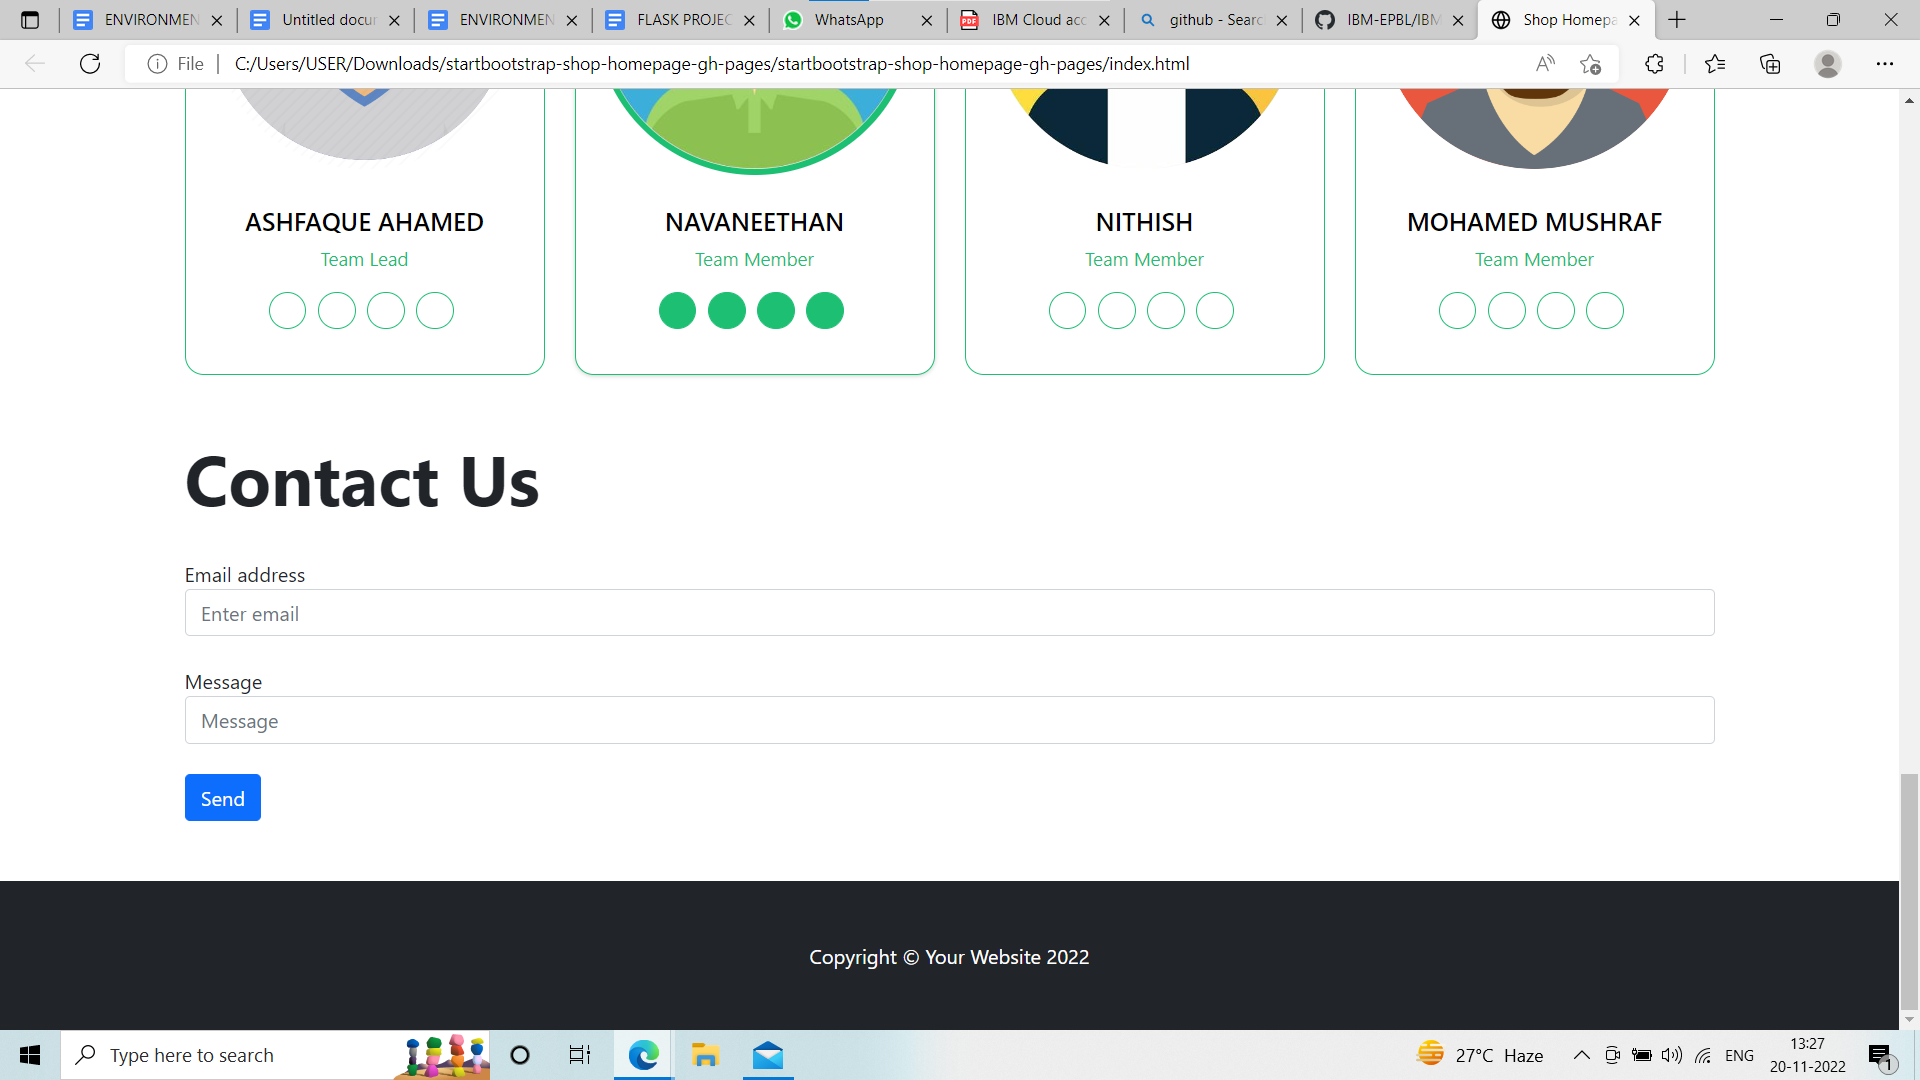 ENVIRONMEN
Untitled docur
ENVIRONMEN
FLASK PROJEC
WhatsApp
PDF
IBM Cloud acc
github - Searc
IBM-EPBL/IBM
Shop Homepa
File
C:/Users/USER/Downloads/startbootstrap-shop-homepage-gh-pages/startbootstrap-shop-homepage-gh-pages/index.html
ASHFAQUE AHAMED
NAVANEETHAN
NITHISH
MOHAMED MUSHRAF
Team Lead
Team Member
Team Member
Team Member
Contact Us
Email address
Enter email
Message
Message
Send
Copyright © Your Website 2022
Type here to search
27°C Haze
ENG
13:27
20-11-2022
1